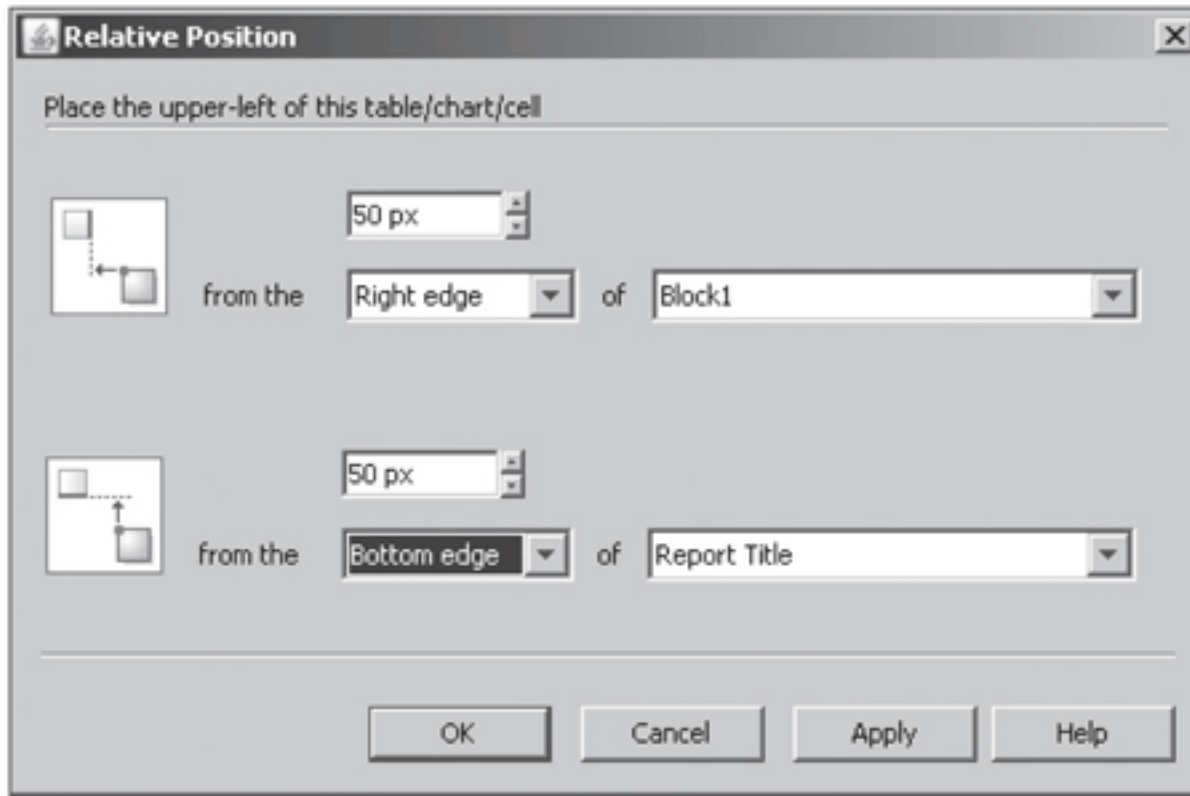 Relative Position
Place the upper-left of this table/chart/cell
50 px
from the Right edge of Block1
50 px
from the Bottom edge of Report Title
OK Cancel Apply Help